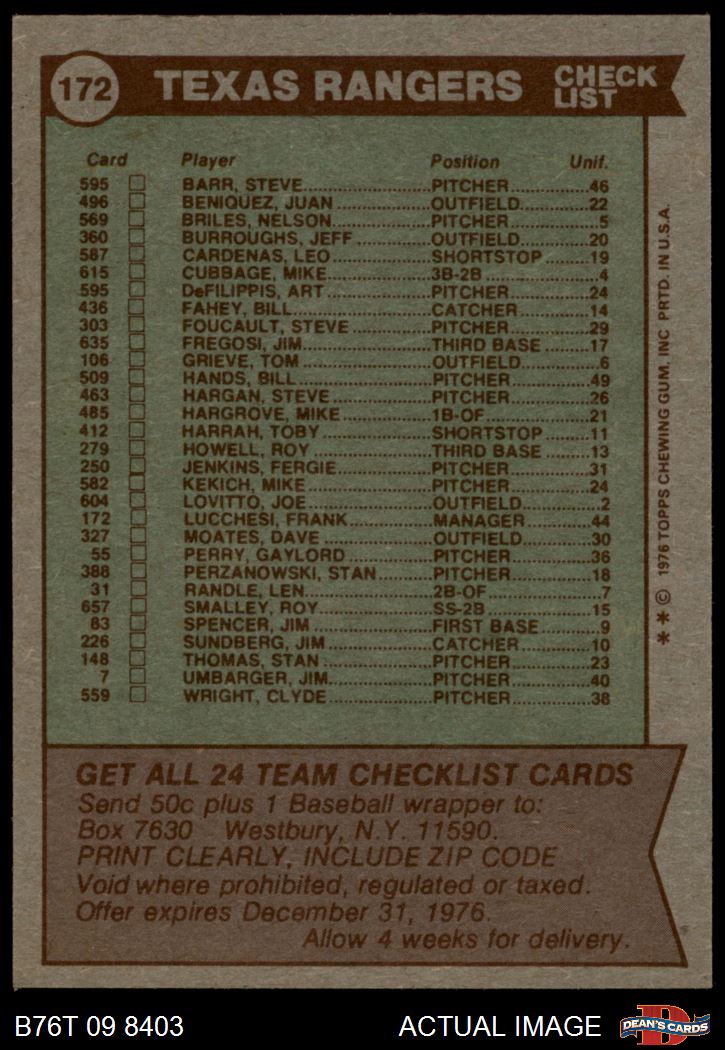 172 TEXAS RANGERS CHECK LIST
Card Player Position Unif.
595 BARR, STEVE PITCHER 46
496 BENIQUEZ, JUAN OUTFIELD 22
569 BRILES, NELSON PITCHER 5
360 BURROUGHS, JEFF OUTFIELD 20
587 CARDENAS, LEO SHORTSTOP 19
615 CUBBAGE, MIKE 3B-2B 4
595 DeFILIPPIS, ART PITCHER 24
436 FAHEY, BILL CATCHER 14
303 FOUCAULT, STEVE PITCHER 29
635 FREGOSI, JIM THIRD BASE 17
106 GRIEVE, TOM OUTFIELD 6
509 HANDS, BILL PITCHER 49
463 HARGAN, STEVE PITCHER 26
485 HARGROVE, MIKE 1B-OF 21
412 HARRAH, TOBY SHORTSTOP 11
279 HOWELL, ROY THIRD BASE 13
250 JENKINS, FERGIE PITCHER 31
582 KEKICH, MIKE PITCHER 24
604 LOVITTO, JOE OUTFIELD 2
172 LUCCHESI, FRANK MANAGER 44
327 MOATES, DAVE OUTFIELD 30
55 PERRY, GAYLORD PITCHER 36
388 PERZANOWSKI, STAN PITCHER 18
31 RANDLE, LEN 2B-OF 7
657 SMALLEY, ROY SS-2B 15
83 SPENCER, JIM FIRST BASE 9
226 SUNDBERG, JIM CATCHER 10
148 THOMAS, STAN PITCHER 23
7 UMBARGER, JIM PITCHER 40
559 WRIGHT, CLYDE PITCHER 38
**© 1976 TOPPS CHEWING GUM, INC PRTD. IN U.S.A.
GET ALL 24 TEAM CHECKLIST CARDS
Send 50c plus 1 Baseball wrapper to:
Box 7630 Westbury, N.Y. 11590.
PRINT CLEARLY, INCLUDE ZIP CODE
Void where prohibited, regulated or taxed.
Offer expires December 31, 1976.
Allow 4 weeks for delivery.
B76T 09 8403 ACTUAL IMAGE D DEAN'S CARDS